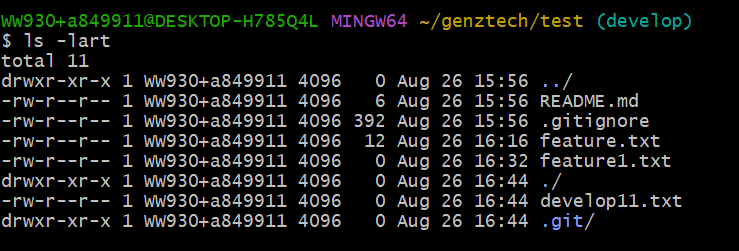 WW930+a849911@DESKTOP-H785Q4L MINGW64 ~/genztech/test (develop)
$ ls -lart
total 11
drwxr-xr-x 1 WW930+a849911 4096   0 Aug 26 15:56 ../
-rw-r--r-- 1 WW930+a849911 4096   6 Aug 26 15:56 README.md
-rw-r--r-- 1 WW930+a849911 4096 392 Aug 26 15:56 .gitignore
-rw-r--r-- 1 WW930+a849911 4096  12 Aug 26 16:16 feature.txt
-rw-r--r-- 1 WW930+a849911 4096   0 Aug 26 16:32 feature1.txt
drwxr-xr-x 1 WW930+a849911 4096   0 Aug 26 16:44 ./
-rw-r--r-- 1 WW930+a849911 4096   0 Aug 26 16:44 develop11.txt
drwxr-xr-x 1 WW930+a849911 4096   0 Aug 26 16:44 .git/